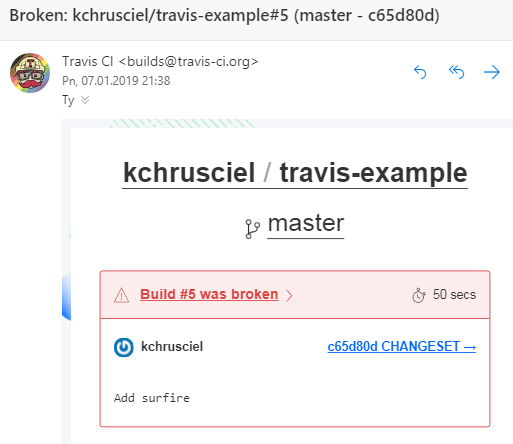 Broken: kchrusciel/travis-example#5 (master - c65d80d)
Travis CI <builds@travis-ci.org>
Pn, 07.01.2019 21:38
Ty
kchrusciel / travis-example
master
Build #5 was broken
50 secs
kchrusciel
c65d80d CHANGESET →
Add surfire